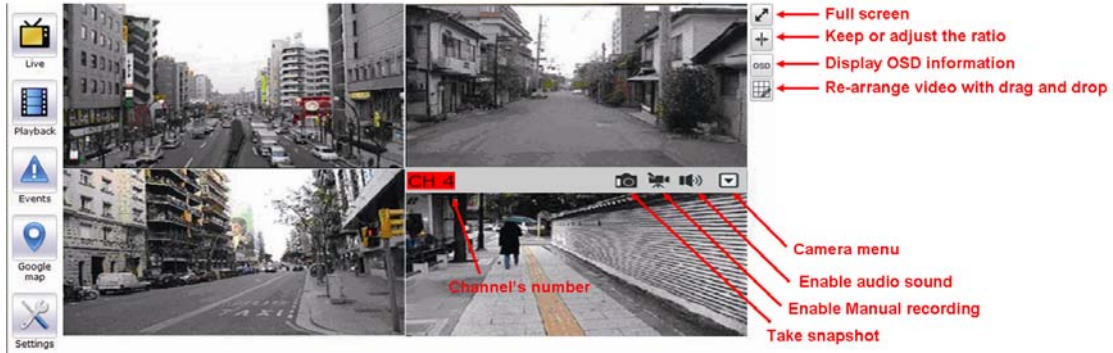 Live
Playback
Events
Google
map
Settings
CH 4
Full screen
Keep or adjust the ratio
OSD
Display OSD information
Re-arrange video with drag and drop
Channel's number
Camera menu
Enable audio sound
Enable Manual recording
Take snapshot
TAXI